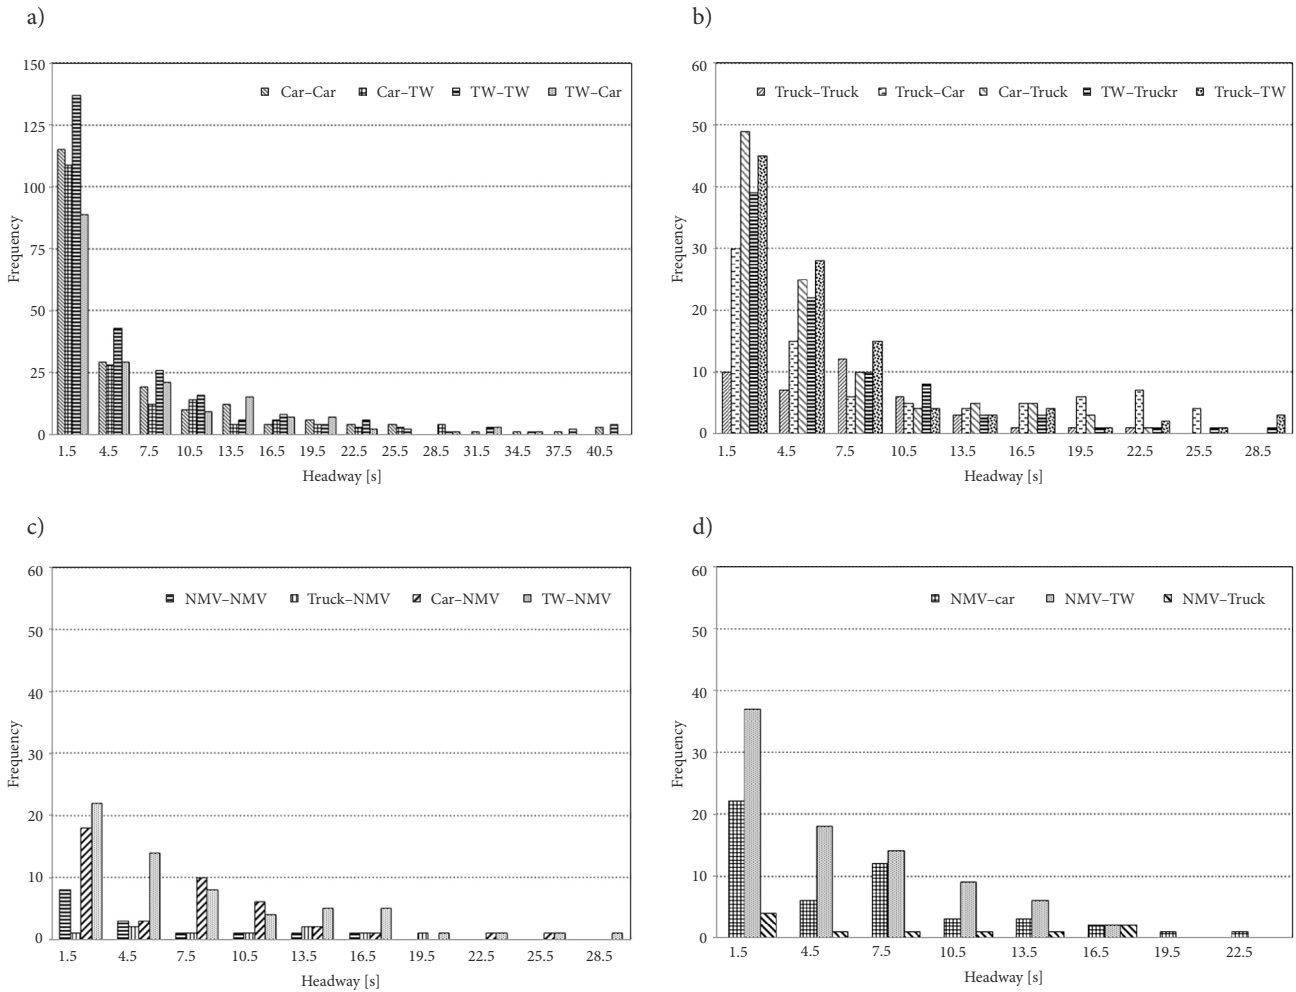 a)
150
125
100
75
50
25
0
Frequency
Car–Car Car–TW TW–TW TW–Car
1.5 4.5 7.5 10.5 13.5 16.5 19.5 22.5 25.5 28.5 31.5 34.5 37.5 40.5
Headway [s]
b)
60
50
40
30
20
10
0
Frequency
Truck–Truck Truck–Car Car–Truck TW–Truckr Truck–TW
1.5 4.5 7.5 10.5 13.5 16.5 19.5 22.5 25.5 28.5
Headway [s]
c)
60
50
40
30
20
10
0
Frequency
NMV–NMV Truck–NMV Car–NMV TW–NMV
1.5 4.5 7.5 10.5 13.5 16.5 19.5 22.5 25.5 28.5
Headway [s]
d)
60
50
40
30
20
10
0
Frequency
NMV–car NMV–TW NMV–Truck
1.5 4.5 7.5 10.5 13.5 16.5 19.5 22.5
Headway [s]